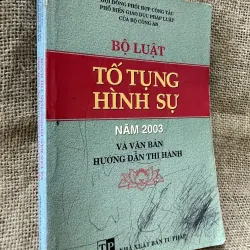 HỘI ĐỒNG PHỐI HỢP CÔNG TÁC
PHỔ BIẾN GIÁO DỤC PHÁP LUẬT
CỦA BỘ CÔNG AN
BỘ LUẬT
TỐ TỤNG
HÌNH SỰ
NĂM 2003
VÀ VĂN BẢN
HƯỚNG DẪN THI HÀNH
TP
NHÀ XUẤT BẢN TƯ PHÁP